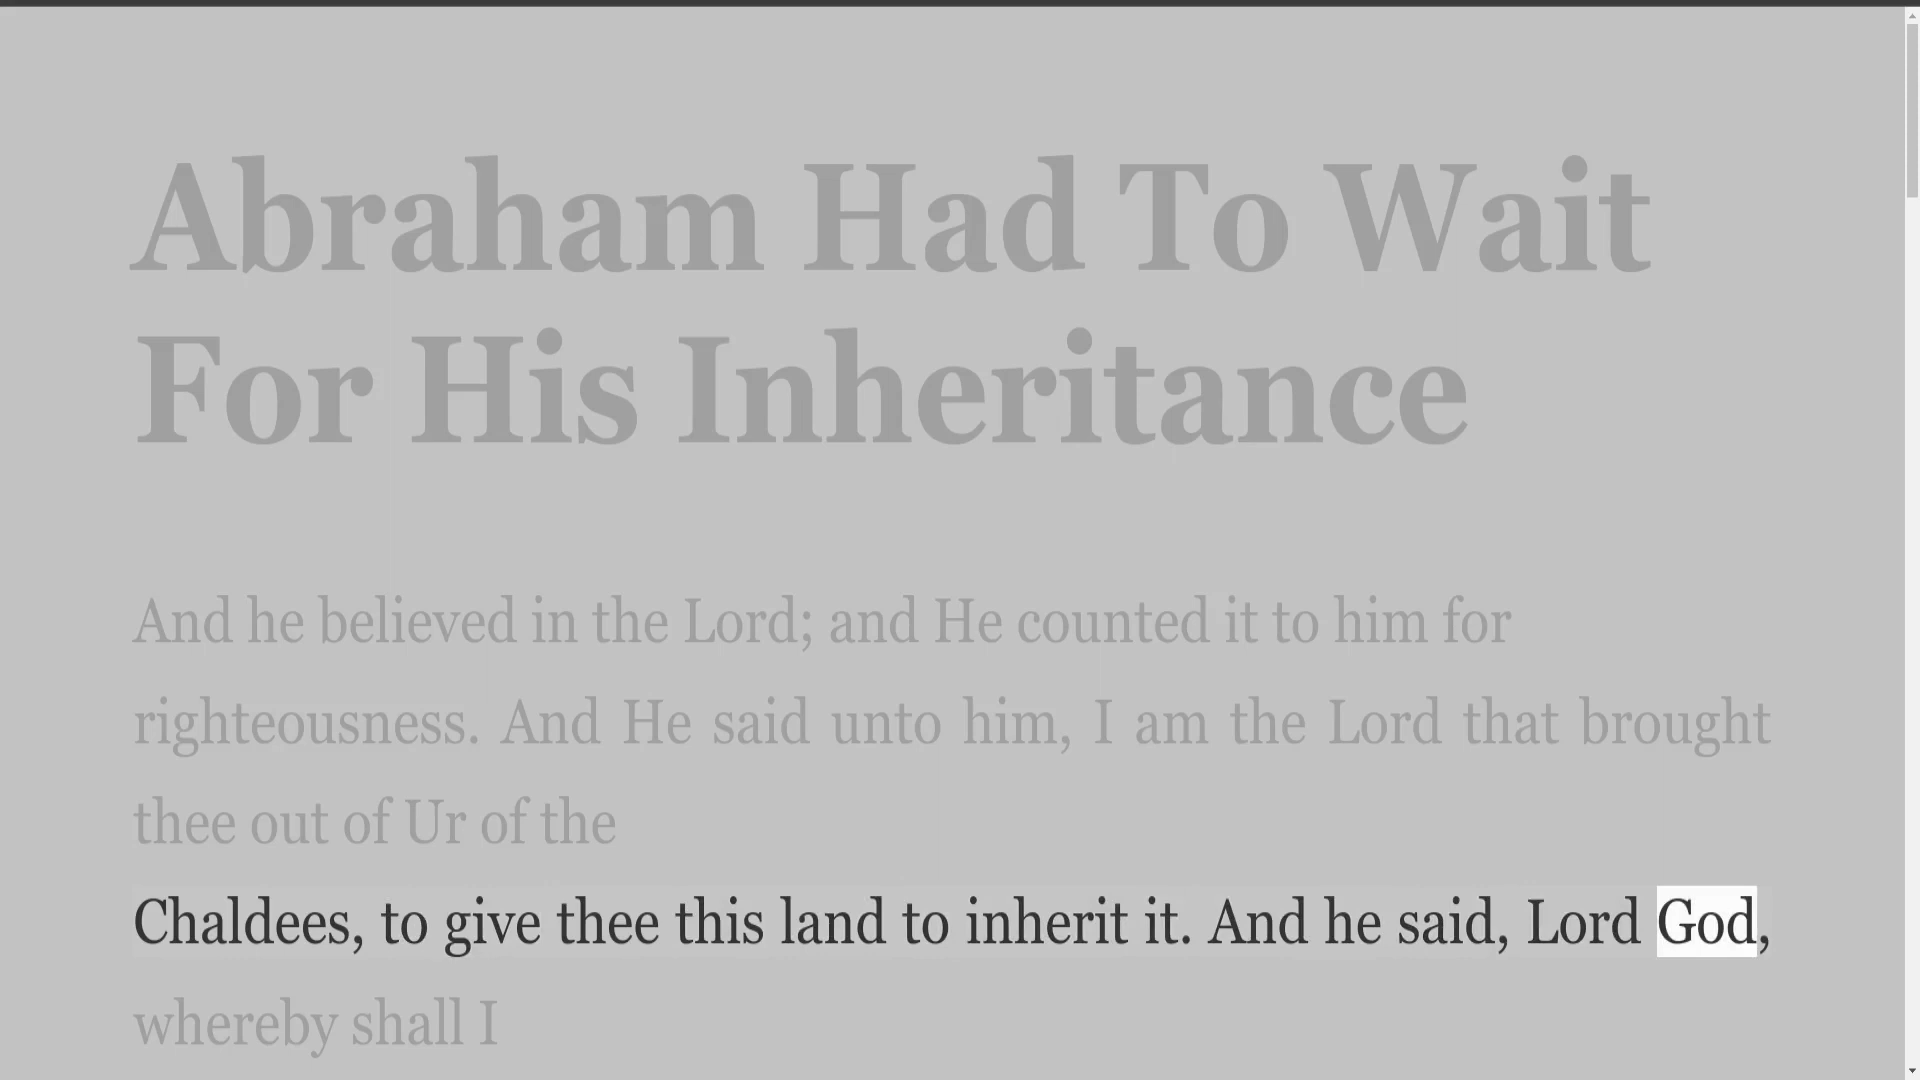 Abraham Had To Wait
For His Inheritance
And he believed in the Lord; and He counted it to him for
righteousness. And He said unto him, I am the Lord that brought
thee out of Ur of the
Chaldees, to give thee this land to inherit it. And he said, Lord God,
whereby shall I